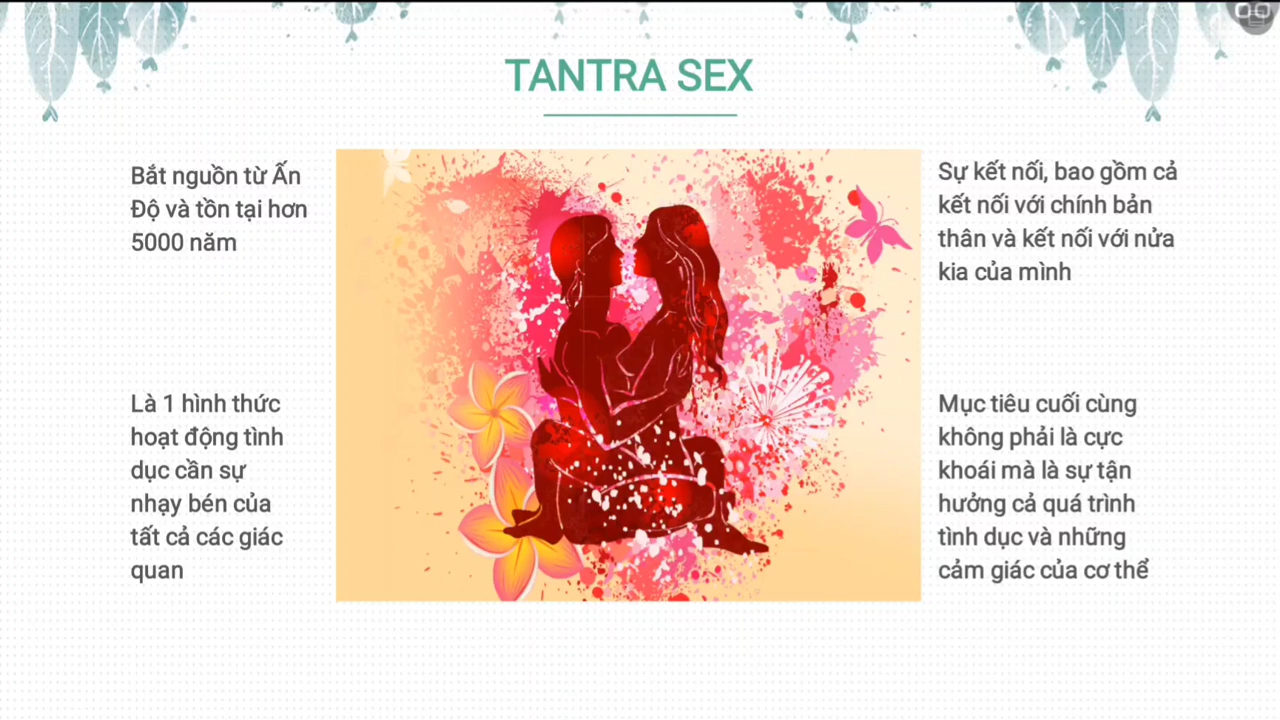 TANTRA SEX
Bắt nguồn từ Ấn
Độ và tồn tại hơn
5000 năm
Sự kết nối, bao gồm cả
kết nối với chính bản
thân và kết nối với nửa
kia của mình
Là 1 hình thức
hoạt động tình
dục cần sự
nhạy bén của
tất cả các giác
quan
Mục tiêu cuối cùng
không phải là cực
khoái mà là sự tận
hưởng cả quá trình
tình dục và những
cảm giác của cơ thể